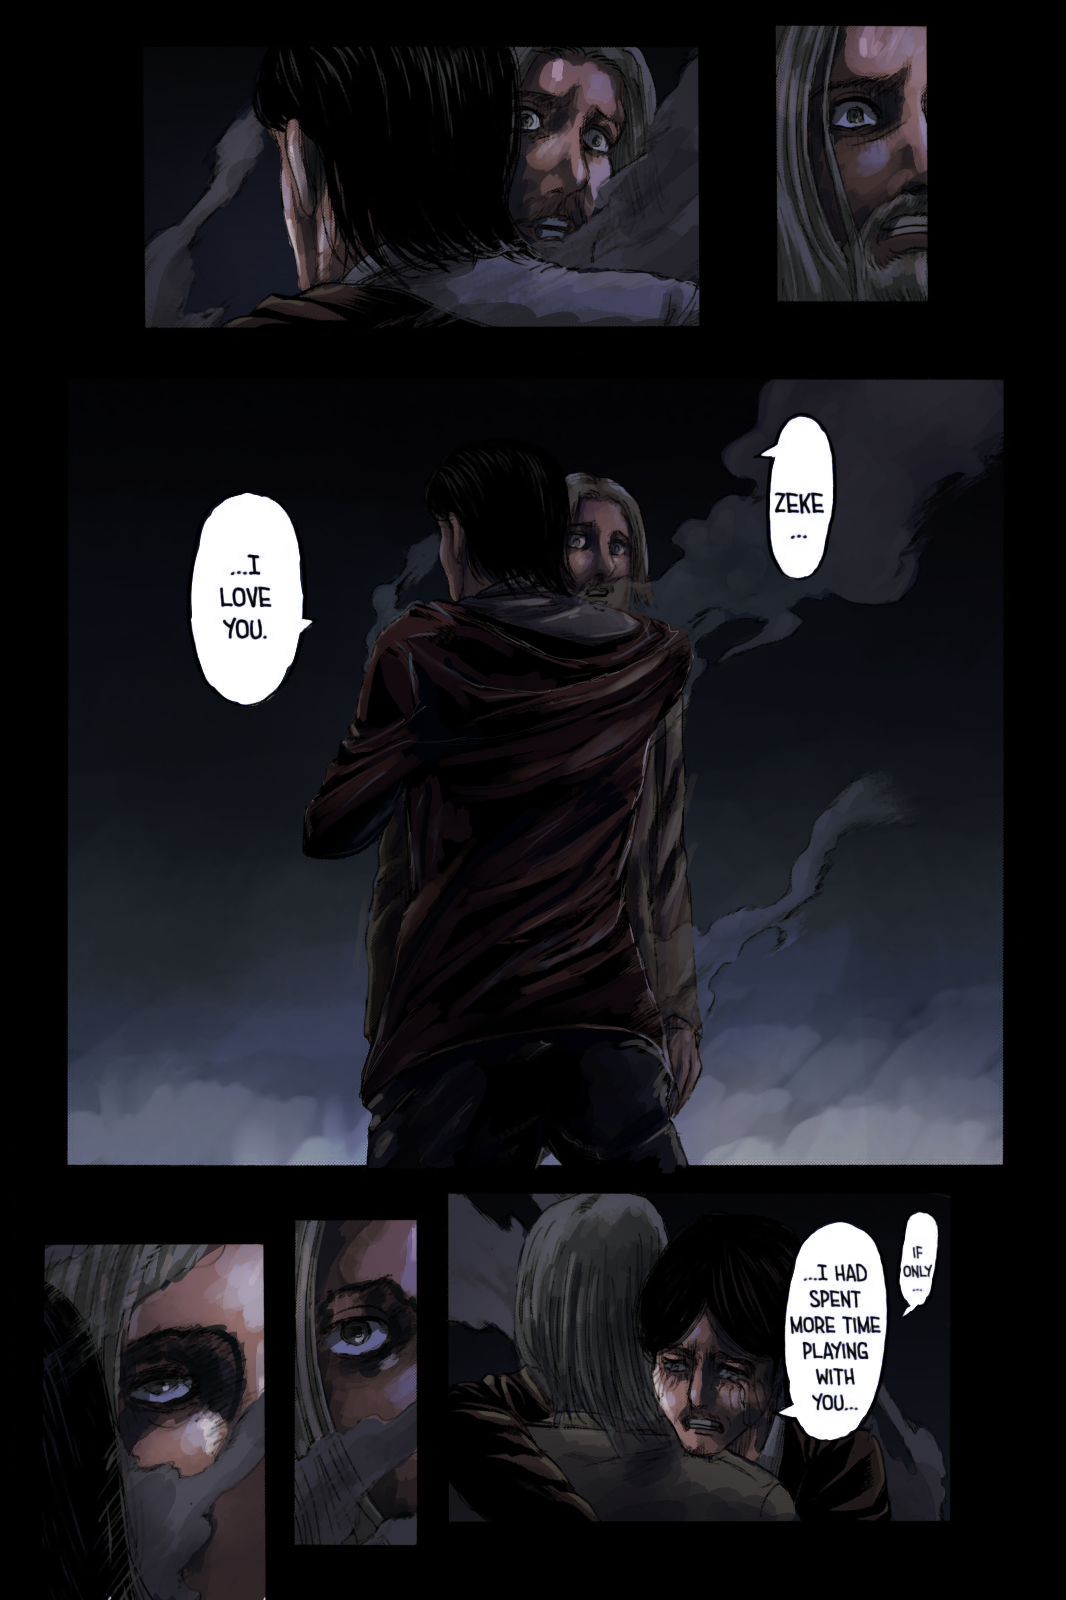 ZEKE
...
...I
LOVE
YOU.
IF
ONLY
...
...I HAD
SPENT
MORE TIME
PLAYING
WITH
YOU...